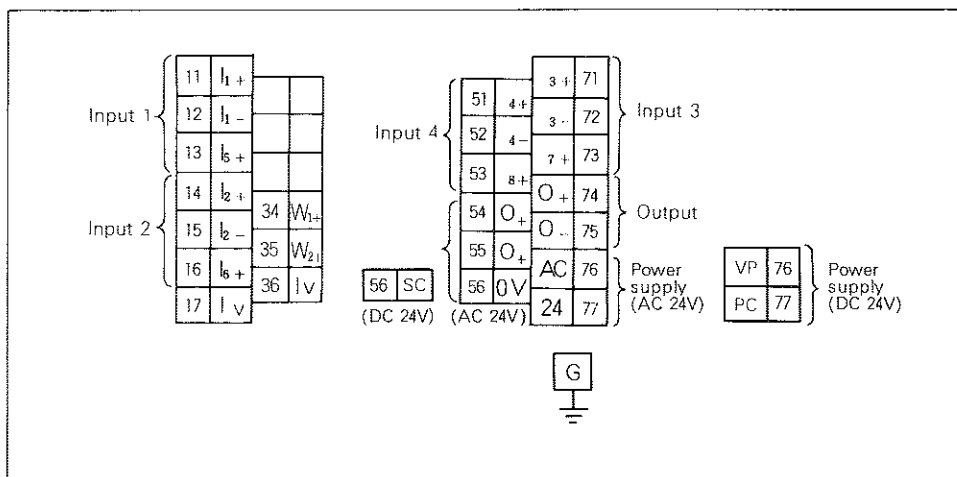 Input 1
11 I₁ +
12 I₁ −
13 I₅ +
Input 2
14 I₂ +
15 I₂ −
16 I₆ +
17 I V
34 W₁₊
35 W₂₊
36 I V
Input 4
51 4+
52 4−
53 8+
54 O₊
55 O₊
56 0V
56 SC
(DC 24V)
(AC 24V)
3 + 71
3 - 72
7 + 73
Input 3
O + 74
O - 75
Output
AC 76
24 77
Power
supply
(AC 24V)
VP 76
PC 77
Power
supply
(DC 24V)
G